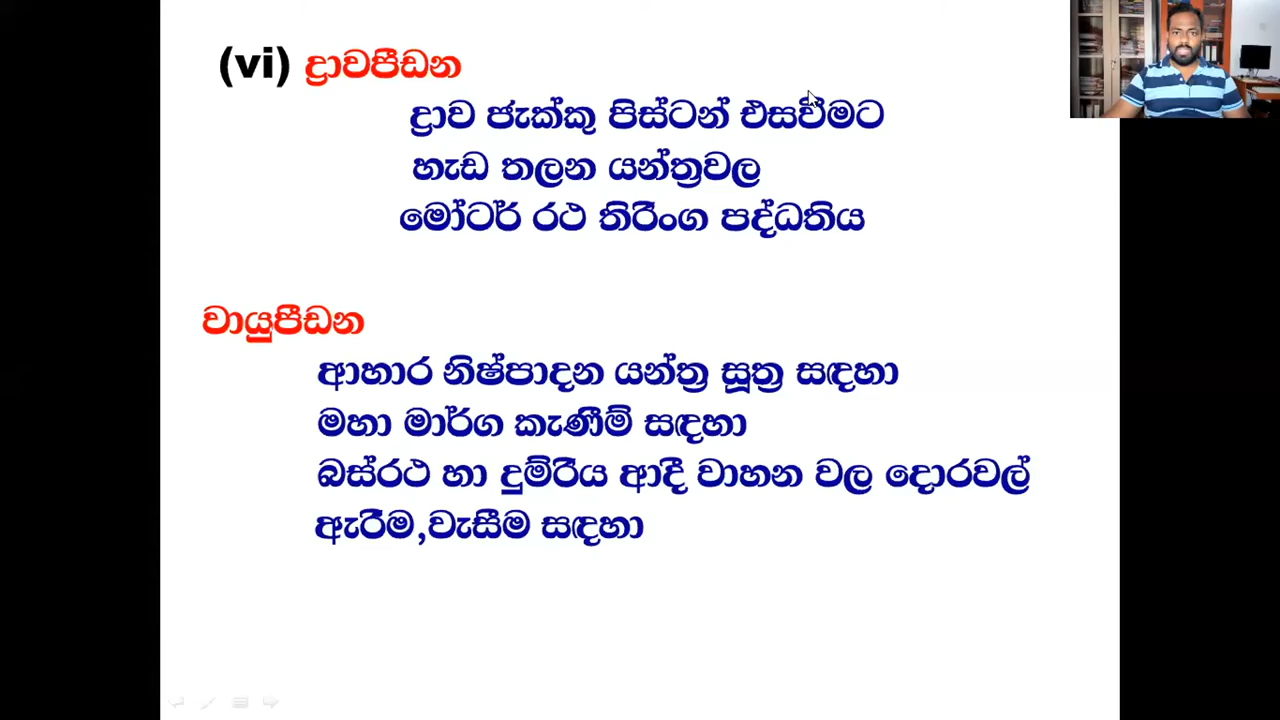 (vi) ද්‍රාවපීඩන
ද්‍රාව ජැක්කු පිස්ටන් එසවීමට
හැඩ තලන යන්ත්‍රවල
මෝටර් රථ තිරිංග පද්ධතිය
වායුපීඩන
ආහාර නිෂ්පාදන යන්ත්‍ර සූත්‍ර සඳහා
මහා මාර්ග කැණීම් සඳහා
බස්රථ හා දුම්රිය ආදී වාහන වල දොරවල්
ඇරීම,වැසීම සඳහා